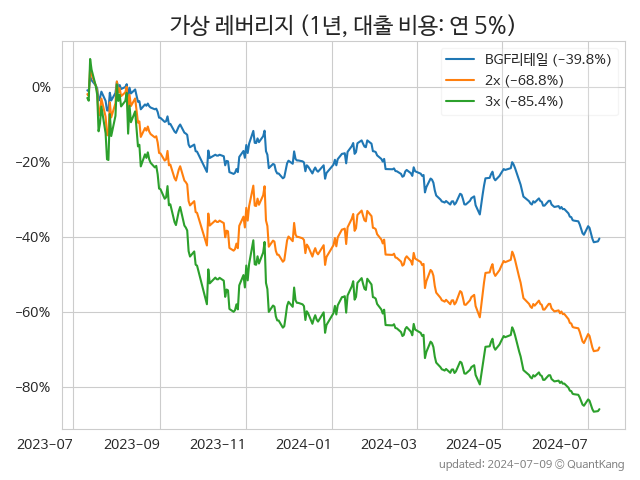 가상 레버리지 (1년, 대출 비용: 연 5%)
BGF리테일 (−39.8%)
2x (−68.8%)
3x (−85.4%)
0%
−20%
−40%
−60%
−80%
2023−07 2023−09 2023−11 2024−01 2024−03 2024−05 2024−07
updated: 2024-07-09 © QuantKang